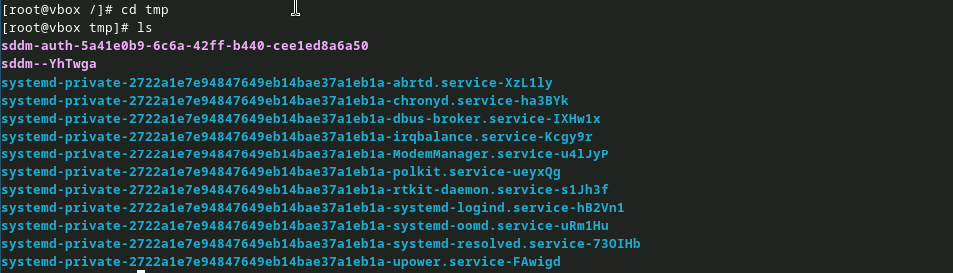 [root@vbox /]# cd tmp
[root@vbox tmp]# ls
sddm-auth-5a41e0b9-6c6a-42ff-b440-cee1ed8a6a50
sddm--YhTwga
systemd-private-2722a1e7e94847649eb14bae37a1eb1a-abrtd.service-XzL1ly
systemd-private-2722a1e7e94847649eb14bae37a1eb1a-chronyd.service-ha3BYk
systemd-private-2722a1e7e94847649eb14bae37a1eb1a-dbus-broker.service-IXHw1x
systemd-private-2722a1e7e94847649eb14bae37a1eb1a-irqbalance.service-Kcgy9r
systemd-private-2722a1e7e94847649eb14bae37a1eb1a-ModemManager.service-u4lJyP
systemd-private-2722a1e7e94847649eb14bae37a1eb1a-polkit.service-ueyxQg
systemd-private-2722a1e7e94847649eb14bae37a1eb1a-rtkit-daemon.service-s1Jh3f
systemd-private-2722a1e7e94847649eb14bae37a1eb1a-systemd-logind.service-hB2Vn1
systemd-private-2722a1e7e94847649eb14bae37a1eb1a-systemd-oomd.service-uRm1Hu
systemd-private-2722a1e7e94847649eb14bae37a1eb1a-systemd-resolved.service-73OIHb
systemd-private-2722a1e7e94847649eb14bae37a1eb1a-upower.service-FAwigd